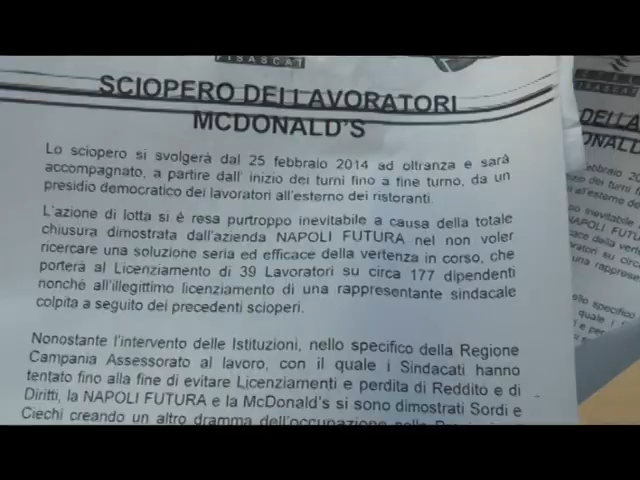 FISASCAT
SCIOPERO DEI LAVORATORI
MCDONALD'S
Lo sciopero si svolgerà dal 25 febbraio 2014 ad oltranza e sarà
accompagnato, a partire dall' inizio dei turni fino a fine turno, da un
presidio democratico dei lavoratori all'esterno dei ristoranti.
L'azione di lotta si è resa purtroppo inevitabile a causa della totale
chiusura dimostrata dall'azienda NAPOLI FUTURA nel non voler
ricercare una soluzione seria ed efficace della vertenza in corso, che
porterà al Licenziamento di 39 Lavoratori su circa 177 dipendenti
nonché all'illegittimo licenziamento di una rappresentante sindacale
colpita a seguito dei precedenti scioperi.
Nonostante l'intervento delle Istituzioni, nello specifico della Regione
Campania Assessorato al lavoro, con il quale i Sindacati hanno
tentato fino alla fine di evitare Licenziamenti e perdita di Reddito e di
Diritti, la NAPOLI FUTURA e la McDonald's si sono dimostrati Sordi e
Ciechi creando un altro dramma dell'occupazione nella